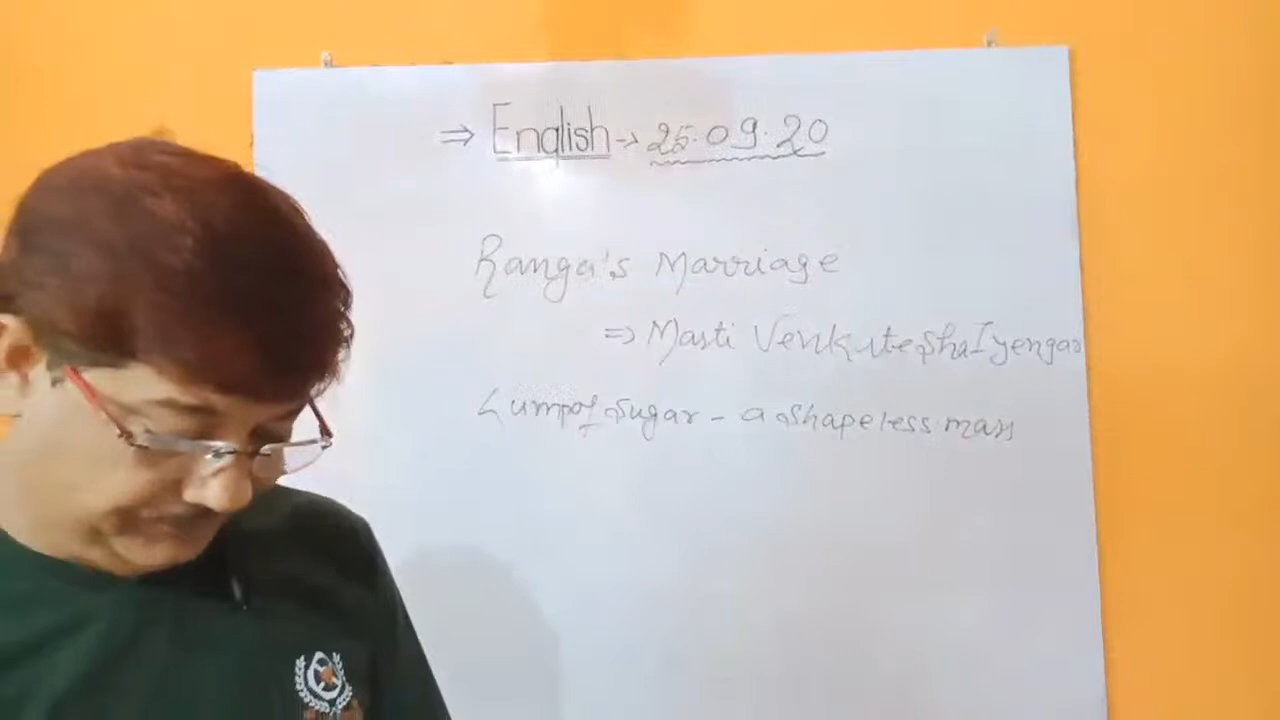 ⇒ English → 25.09.20
Ranga's Marriage
⇒ Masti Venkatesha Iyengar
Lump of sugar - a shapeless mass